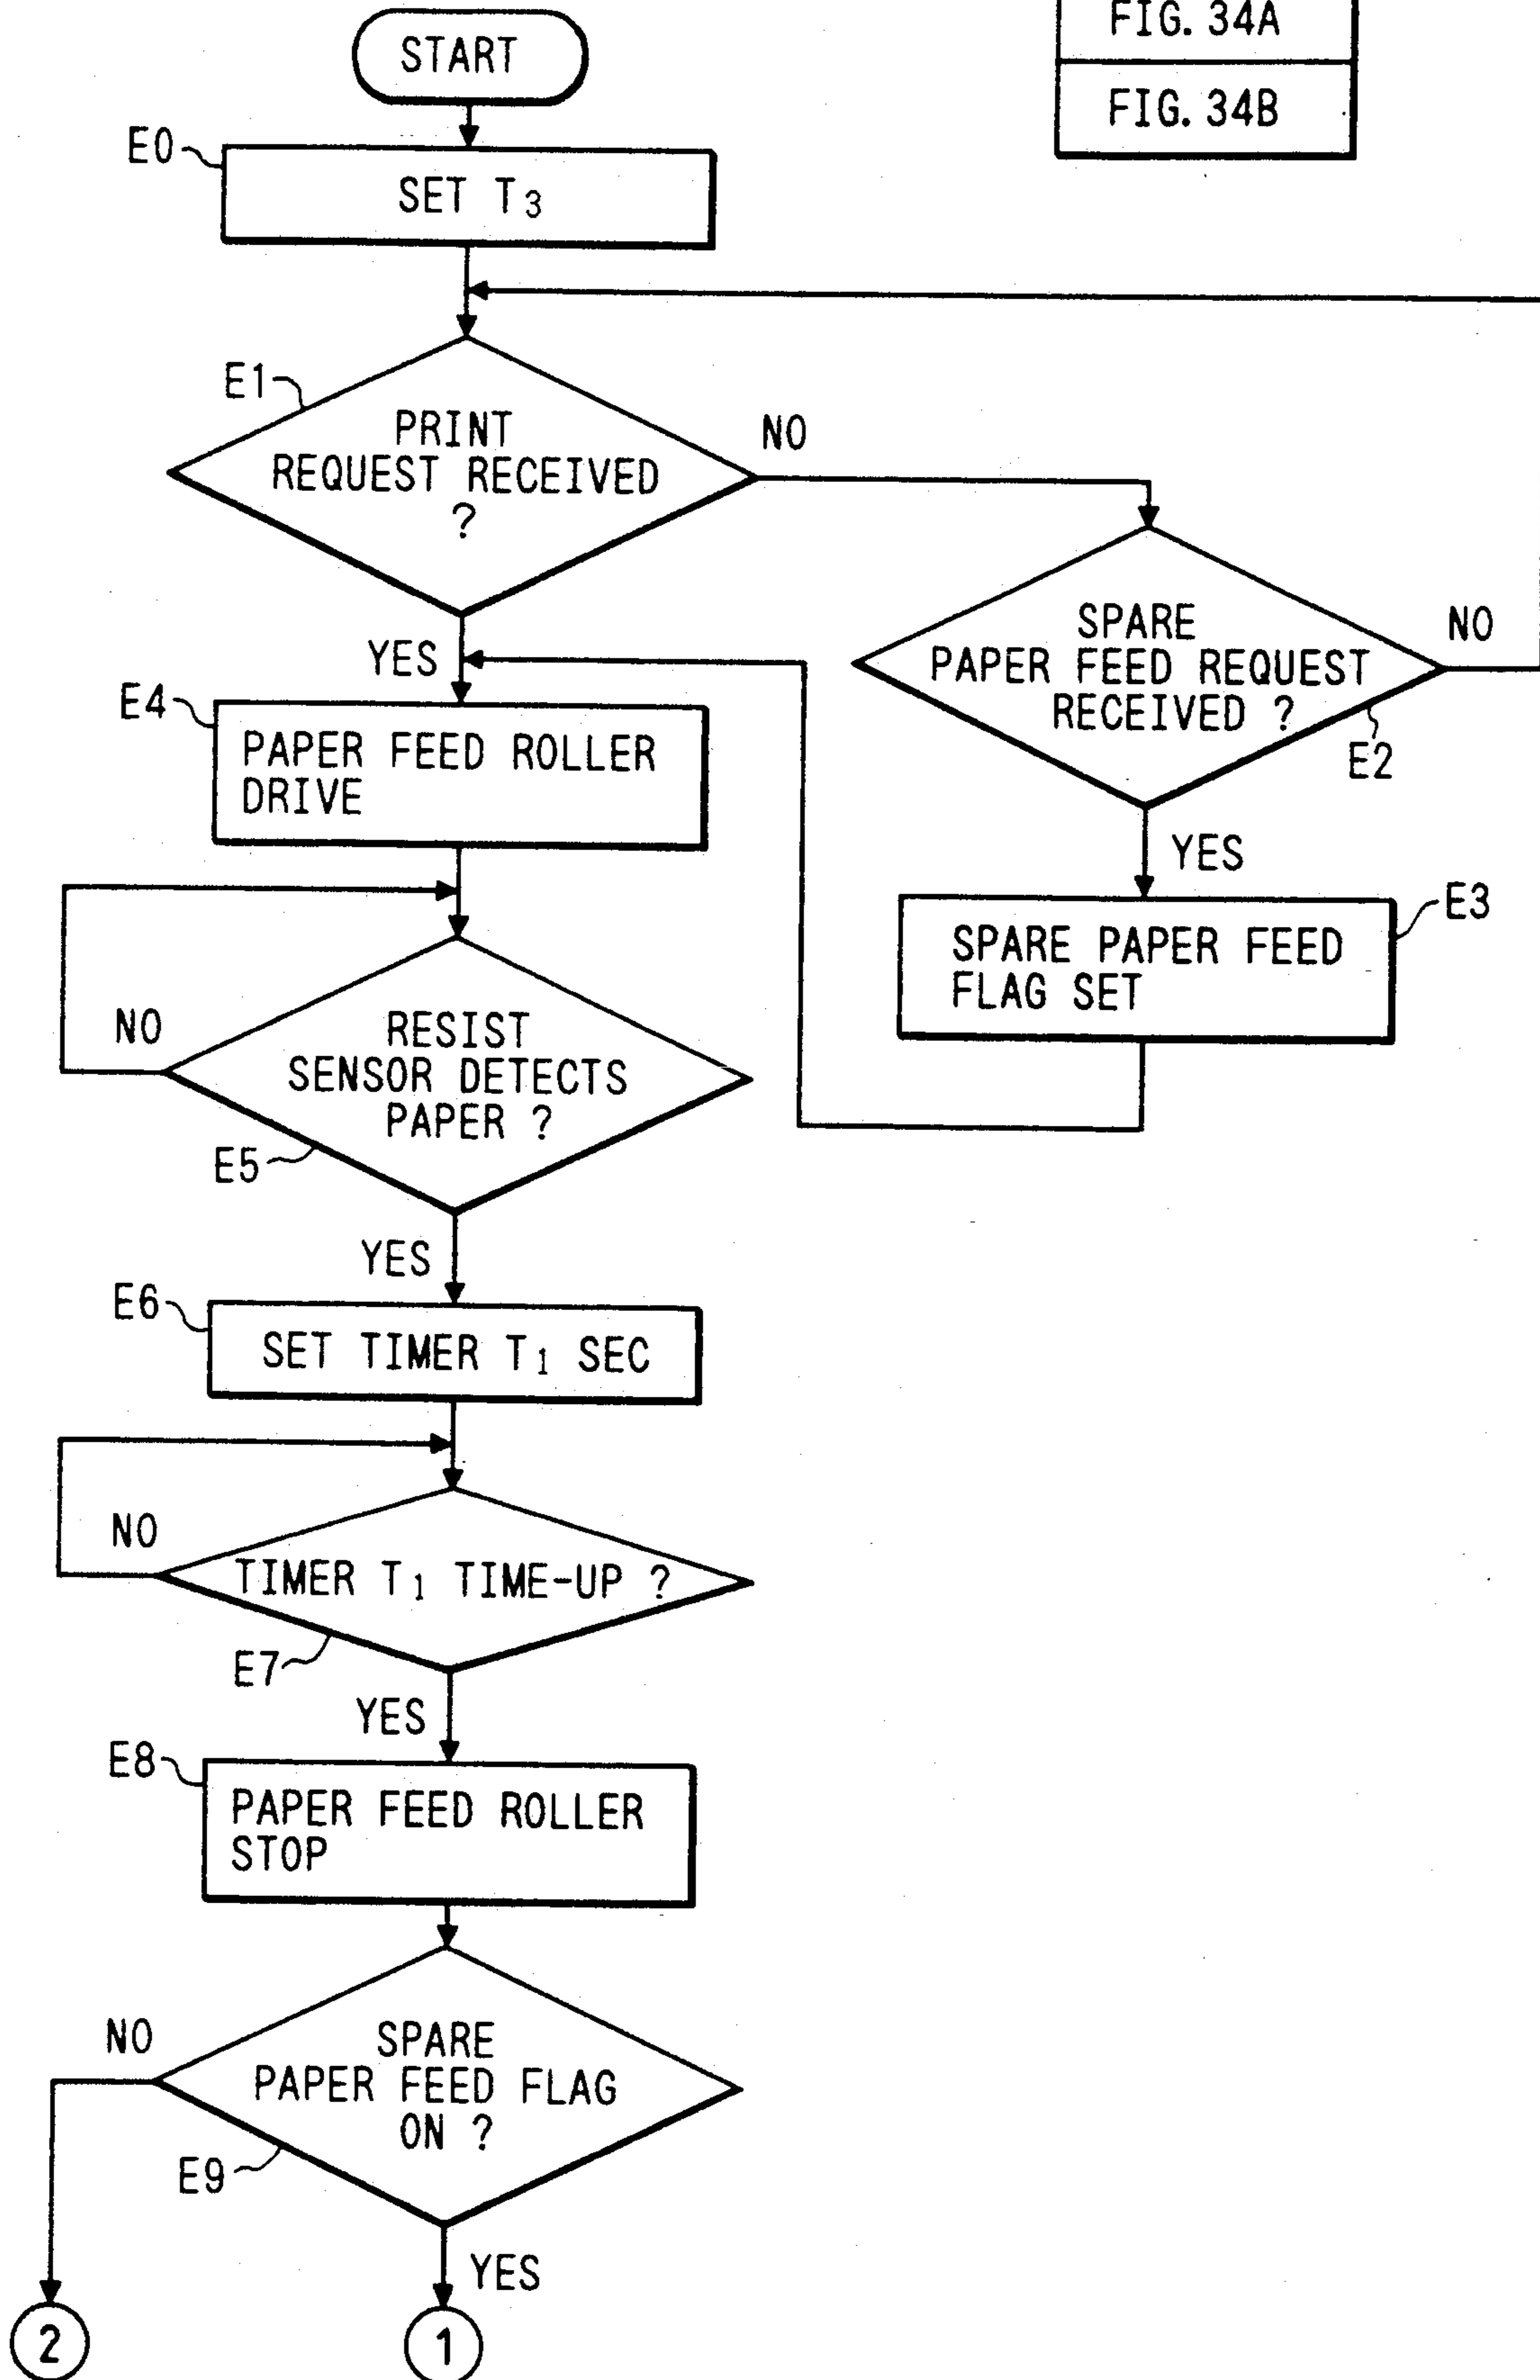 START
FIG. 34A
FIG. 34B
E0
SET T3
E1
PRINT
REQUEST RECEIVED
?
NO
SPARE
PAPER FEED REQUEST
RECEIVED ?
NO
E2
YES
E4
PAPER FEED ROLLER
DRIVE
YES
E3
SPARE PAPER FEED
FLAG SET
NO
RESIST
SENSOR DETECTS
PAPER ?
E5
YES
E6
SET TIMER T1 SEC
NO
TIMER T1 TIME-UP ?
E7
YES
E8
PAPER FEED ROLLER
STOP
NO
SPARE
PAPER FEED FLAG
ON ?
E9
YES
2
1